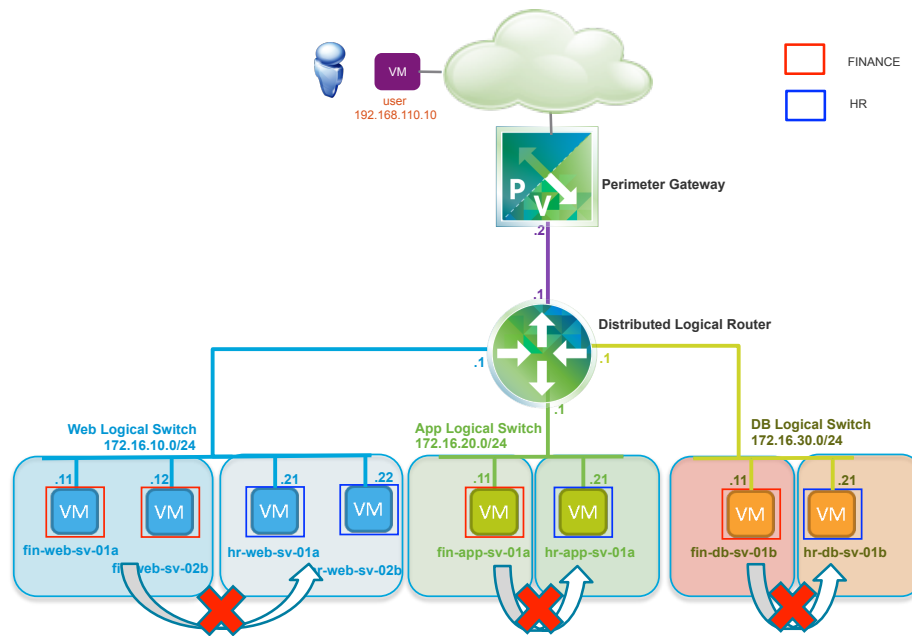 VM
user
192.168.110.10
FINANCE
HR
P
V
Perimeter Gateway
.2
.1
Distributed Logical Router
.1
.1
.1
Web Logical Switch
172.16.10.0/24
App Logical Switch
172.16.20.0/24
DB Logical Switch
172.16.30.0/24
.11
.12
.21
.22
.11
.21
.11
.21
VM
VM
VM
VM
VM
VM
VM
VM
fin-web-sv-01a
hr-web-sv-01a
fin-app-sv-01a
hr-app-sv-01a
fin-db-sv-01b
hr-db-sv-01b